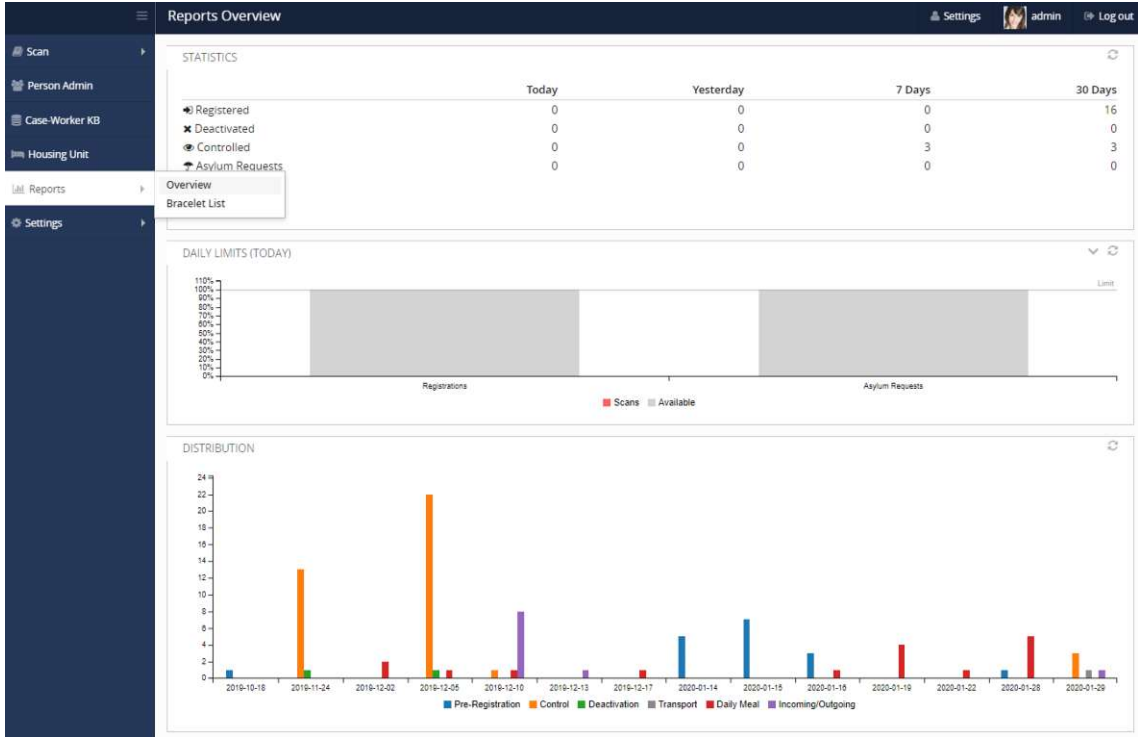 Reports Overview
Settings admin Log out
Scan
Person Admin
Case-Worker KB
Housing Unit
Reports
Overview
Bracelet List
Settings
STATISTICS
Today Yesterday 7 Days 30 Days
Registered 0 0 0 16
Deactivated 0 0 0 0
Controlled 0 0 3 3
Asylum Requests 0 0 0 0
DAILY LIMITS (TODAY)
110%
100%
90%
80%
70%
60%
50%
40%
30%
20%
10%
0%
Limit
Registrations Asylum Requests
Scans Available
DISTRIBUTION
24
22
20
18
16
14
12
10
8
6
4
2
0
2019-10-18 2019-11-24 2019-12-02 2019-12-05 2019-12-10 2019-12-13 2019-12-17 2020-01-14 2020-01-15 2020-01-16 2020-01-19 2020-01-22 2020-01-28 2020-01-29
Pre-Registration Control Deactivation Transport Daily Meal Incoming/Outgoing